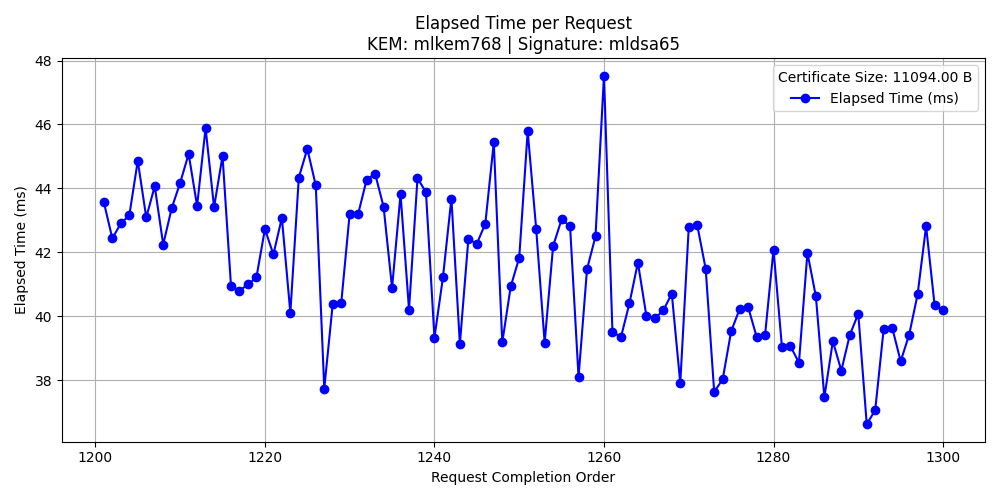 Elapsed Time per Request
KEM: mlkem768 | Signature: mldsa65
Certificate Size: 11094.00 B
Elapsed Time (ms)
Elapsed Time (ms)
48
46
44
42
40
38
1200
1220
1240
1260
1280
1300
Request Completion Order